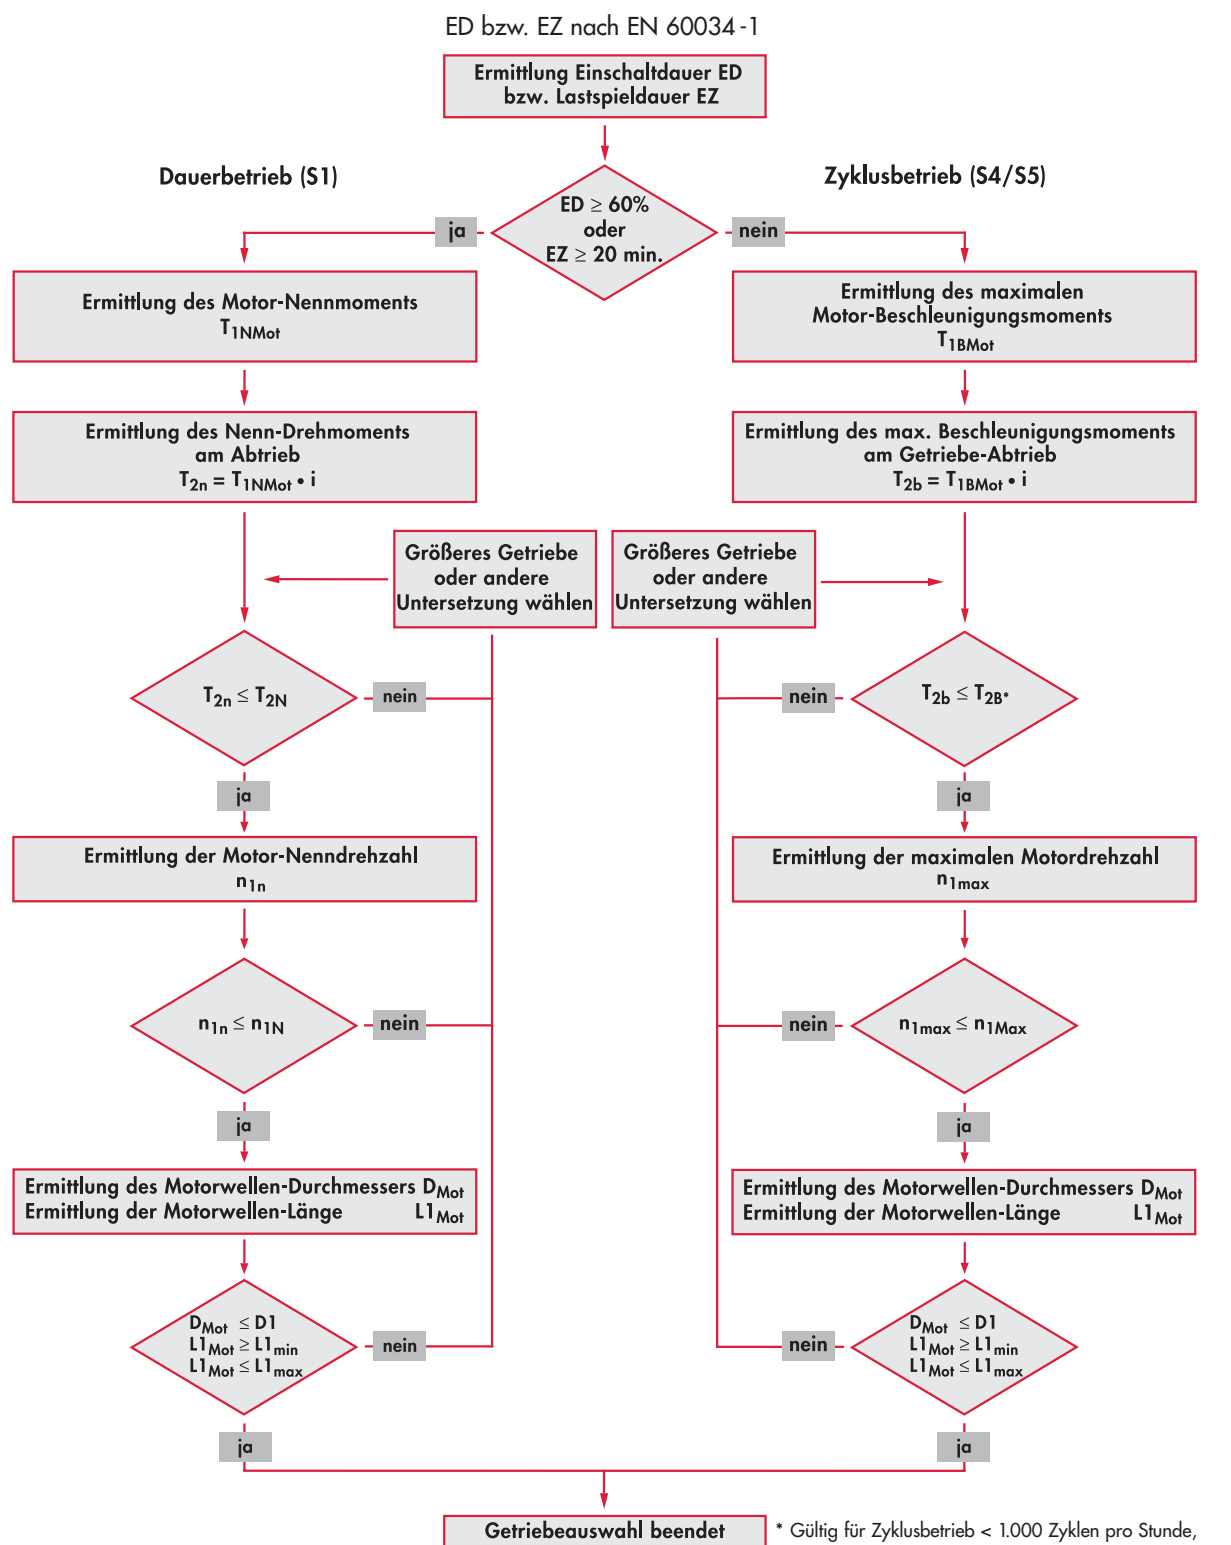 ED bzw. EZ nach EN 60034-1
Ermittlung Einschaltdauer ED
bzw. Lastspieldauer EZ
Dauerbetrieb (S1)
Zyklusbetrieb (S4/S5)
ED ≥ 60%
oder
EZ ≥ 20 min.
ja
nein
Ermittlung des Motor-Nennmoments
T1NMot
Ermittlung des maximalen
Motor-Beschleunigungsmoments
T1BMot
Ermittlung des Nenn-Drehmoments
am Abtrieb
T2n = T1NMot • i
Ermittlung des max. Beschleunigungsmoments
am Getriebe-Abtrieb
T2b = T1BMot • i
Größeres Getriebe
oder andere
Untersetzung wählen
Größeres Getriebe
oder andere
Untersetzung wählen
T2n ≤ T2N
nein
nein
T2b ≤ T2B*
ja
ja
Ermittlung der Motor-Nenndrehzahl
n1n
Ermittlung der maximalen Motordrehzahl
n1max
n1n ≤ n1N
nein
nein
n1max ≤ n1Max
ja
ja
Ermittlung des Motorwellen-Durchmessers DMot
Ermittlung der Motorwellen-Länge L1Mot
Ermittlung des Motorwellen-Durchmessers DMot
Ermittlung der Motorwellen-Länge L1Mot
DMot ≤ D1
L1Mot ≥ L1min
L1Mot ≤ L1max
nein
nein
DMot ≤ D1
L1Mot ≥ L1min
L1Mot ≤ L1max
ja
ja
Getriebeauswahl beendet
* Gültig für Zyklusbetrieb < 1.000 Zyklen pro Stunde,